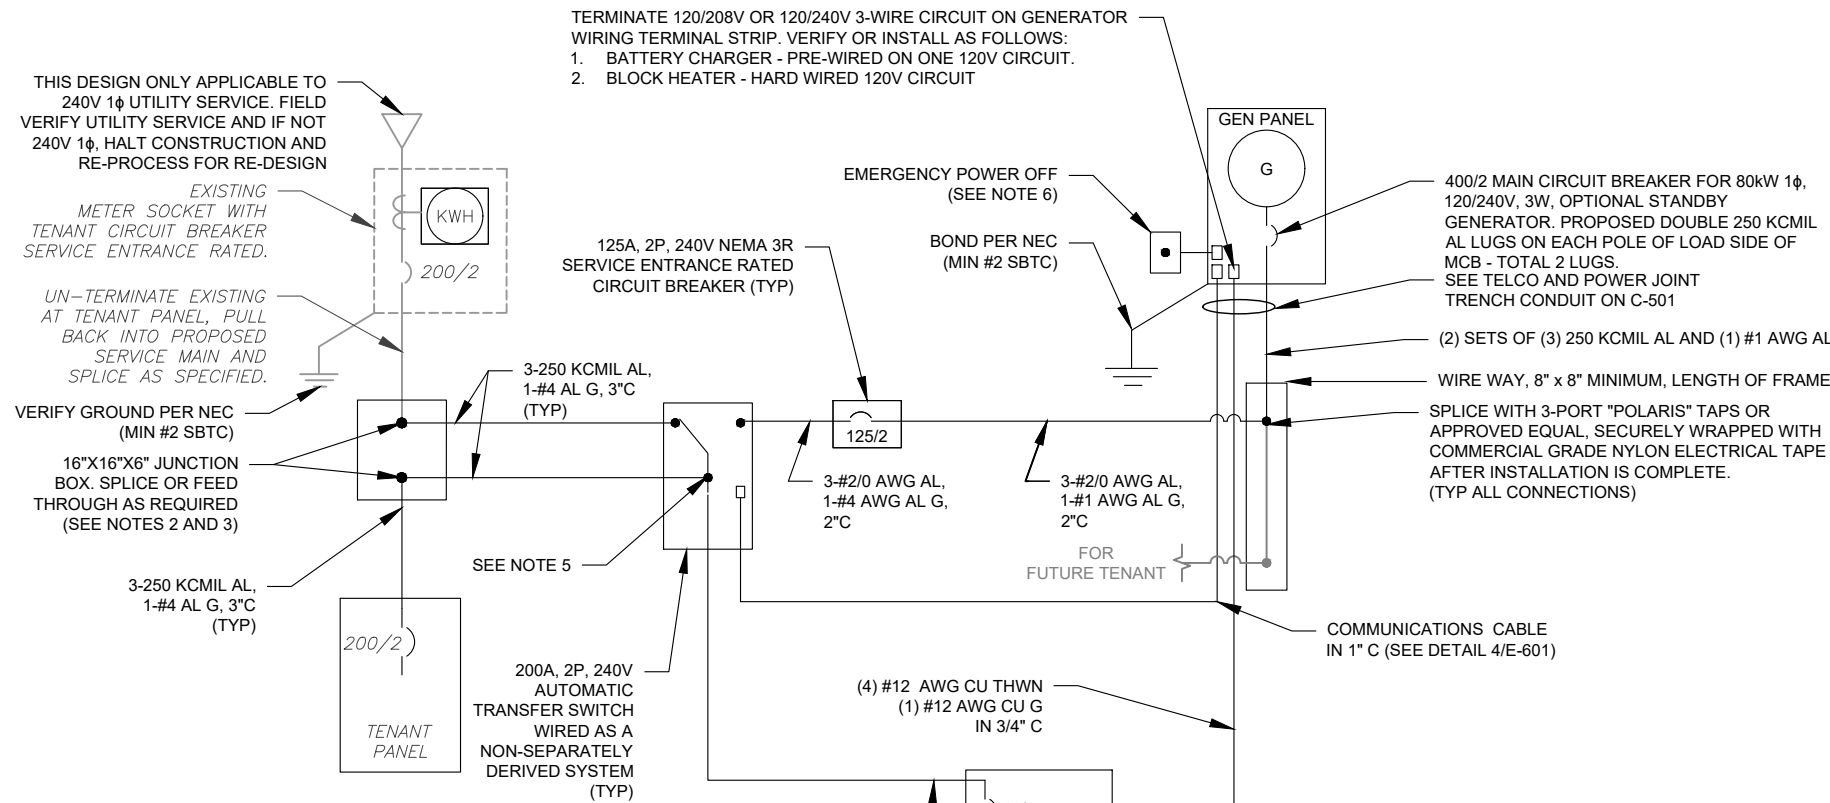 TERMINATE 120/208V OR 120/240V 3-WIRE CIRCUIT ON GENERATOR
WIRING TERMINAL STRIP. VERIFY OR INSTALL AS FOLLOWS:
1. BATTERY CHARGER - PRE-WIRED ON ONE 120V CIRCUIT.
2. BLOCK HEATER - HARD WIRED 120V CIRCUIT
THIS DESIGN ONLY APPLICABLE TO
240V 1ϕ UTILITY SERVICE. FIELD
VERIFY UTILITY SERVICE AND IF NOT
240V 1ϕ, HALT CONSTRUCTION AND
RE-PROCESS FOR RE-DESIGN
EXISTING
METER SOCKET WITH
TENANT CIRCUIT BREAKER
SERVICE ENTRANCE RATED.
KWH
200/2
UN-TERMINATE EXISTING
AT TENANT PANEL, PULL
BACK INTO PROPOSED
SERVICE MAIN AND
SPLICE AS SPECIFIED.
VERIFY GROUND PER NEC
(MIN #2 SBTC)
16"X16"X6" JUNCTION
BOX. SPLICE OR FEED
THROUGH AS REQUIRED
(SEE NOTES 2 AND 3)
3-250 KCMIL AL,
1-#4 AL G, 3"C
(TYP)
200/2
TENANT
PANEL
3-250 KCMIL AL,
1-#4 AL G, 3"C
(TYP)
SEE NOTE 5
200A, 2P, 240V
AUTOMATIC
TRANSFER SWITCH
WIRED AS A
NON-SEPARATELY
DERIVED SYSTEM
(TYP)
125A, 2P, 240V NEMA 3R
SERVICE ENTRANCE RATED
CIRCUIT BREAKER (TYP)
125/2
3-#2/0 AWG AL,
1-#4 AWG AL G,
2"C
3-#2/0 AWG AL,
1-#1 AWG AL G,
2"C
EMERGENCY POWER OFF
(SEE NOTE 6)
BOND PER NEC
(MIN #2 SBTC)
GEN PANEL
G
400/2 MAIN CIRCUIT BREAKER FOR 80kW 1ϕ,
120/240V, 3W, OPTIONAL STANDBY
GENERATOR. PROPOSED DOUBLE 250 KCMIL
AL LUGS ON EACH POLE OF LOAD SIDE OF
MCB - TOTAL 2 LUGS.
SEE TELCO AND POWER JOINT
TRENCH CONDUIT ON C-501
(2) SETS OF (3) 250 KCMIL AL AND (1) #1 AWG AL
WIRE WAY, 8" x 8" MINIMUM, LENGTH OF FRAME
SPLICE WITH 3-PORT "POLARIS" TAPS OR
APPROVED EQUAL, SECURELY WRAPPED WITH
COMMERCIAL GRADE NYLON ELECTRICAL TAPE
AFTER INSTALLATION IS COMPLETE.
(TYP ALL CONNECTIONS)
FOR
FUTURE TENANT
COMMUNICATIONS CABLE
IN 1" C (SEE DETAIL 4/E-601)
(4) #12 AWG CU THWN
(1) #12 AWG CU G
IN 3/4" C